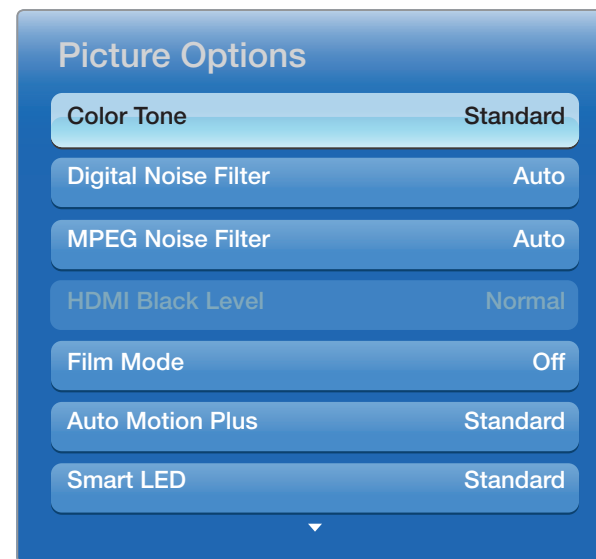 Picture Options
Color Tone Standard
Digital Noise Filter Auto
MPEG Noise Filter Auto
HDMI Black Level Normal
Film Mode Off
Auto Motion Plus Standard
Smart LED Standard